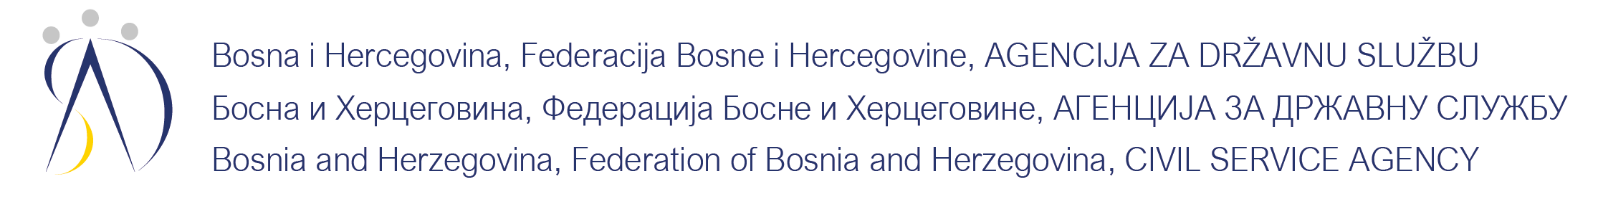 Bosna i Hercegovina, Federacija Bosne i Hercegovine, AGENCIJA ZA DRŽAVNU SLUŽBU
Босна и Херцеговина, Федерација Босне и Херцеговине, АГЕНЦИЈА ЗА ДРЖАВНУ СЛУЖБУ
Bosnia and Herzegovina, Federation of Bosnia and Herzegovina, CIVIL SERVICE AGENCY